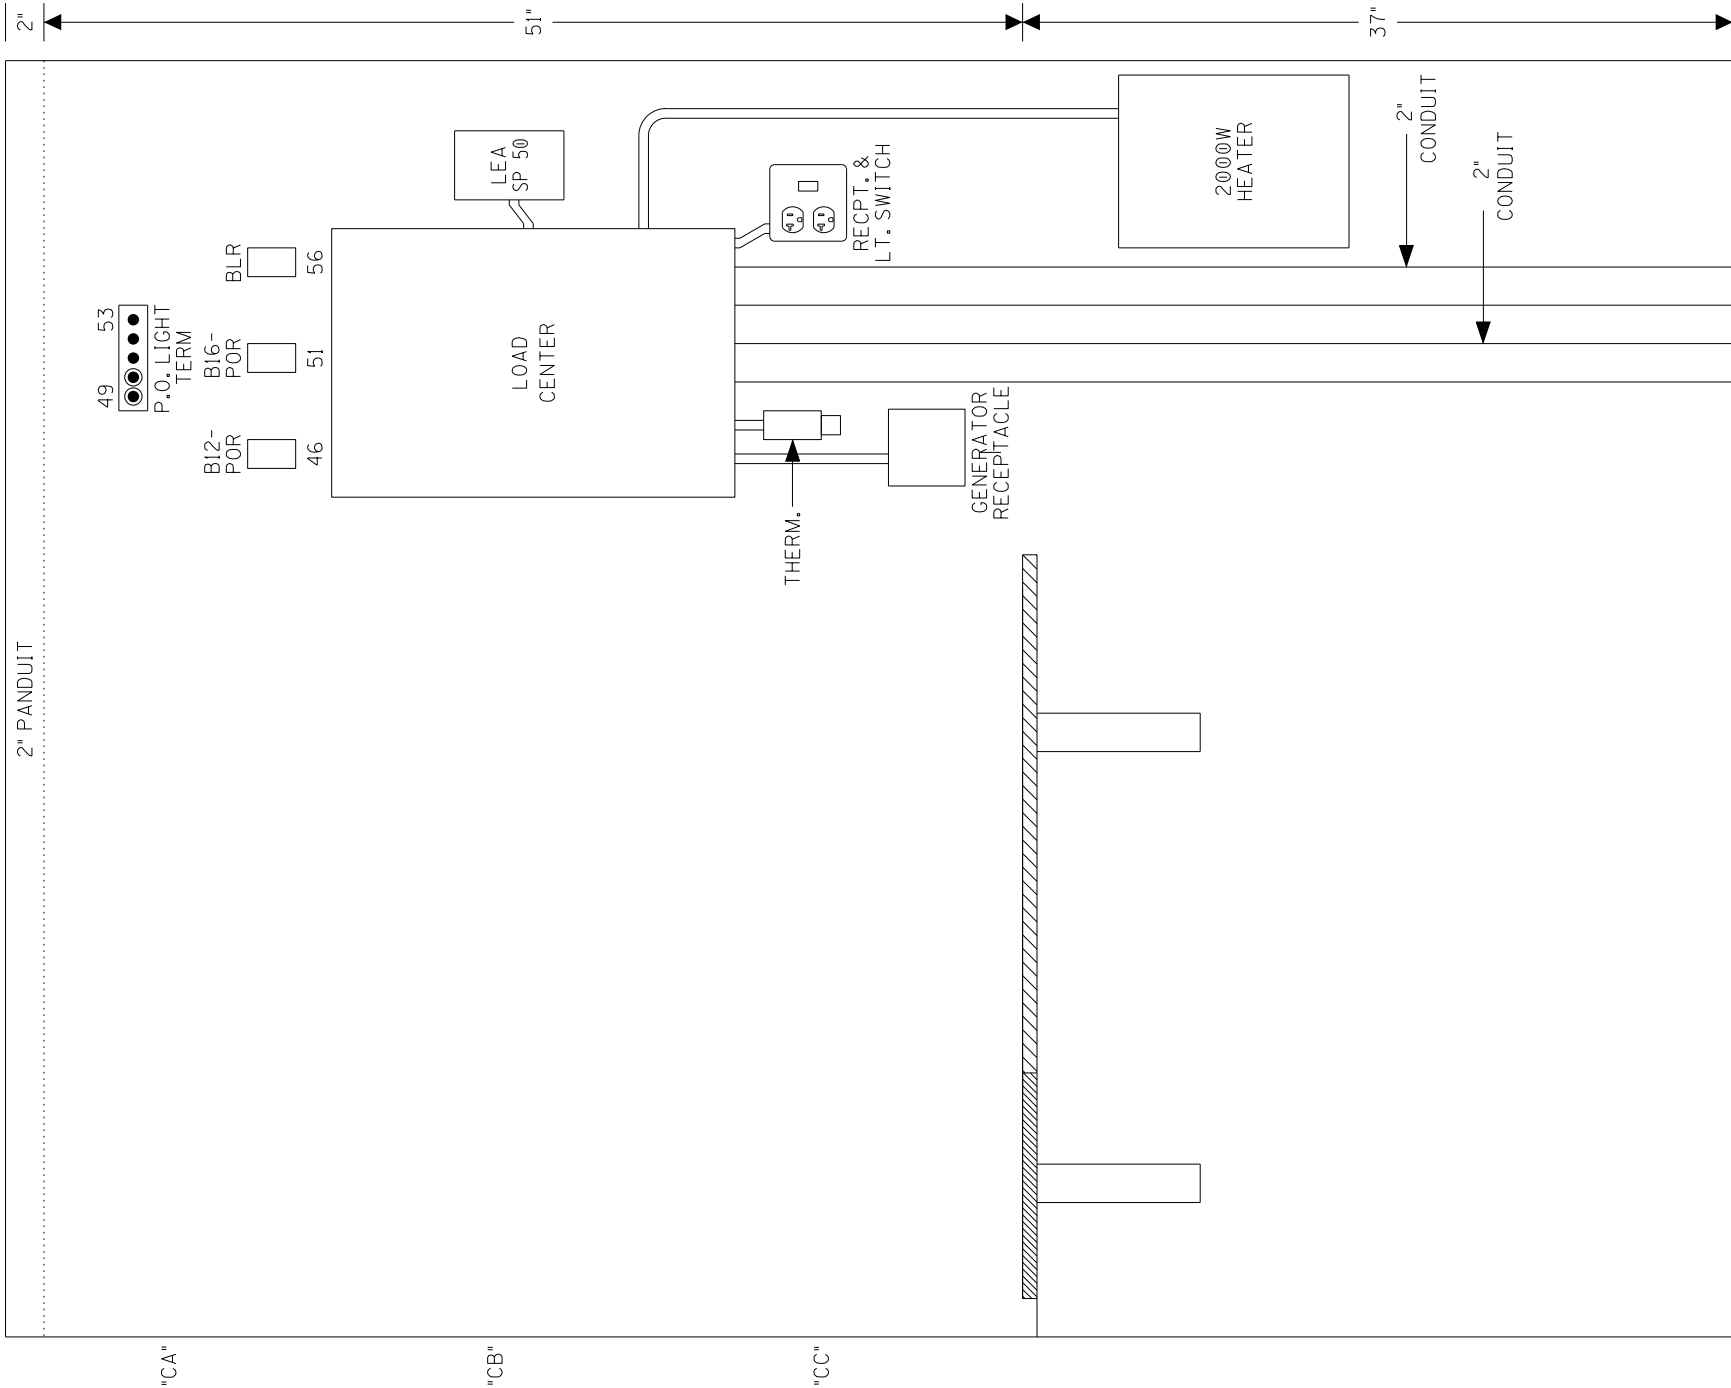 2" PANDUIT
2"
51"
37"
"CA"
"CB"
"CC"
49
53
P.O. LIGHT
TERM
B12-
POR
46
B16-
POR
51
BLR
56
LOAD
CENTER
LEA
SP 50
RECPT. &
LT. SWITCH
THERM.
GENERATOR
RECEPTACLE
2000W
HEATER
2"
CONDUIT
2"
CONDUIT